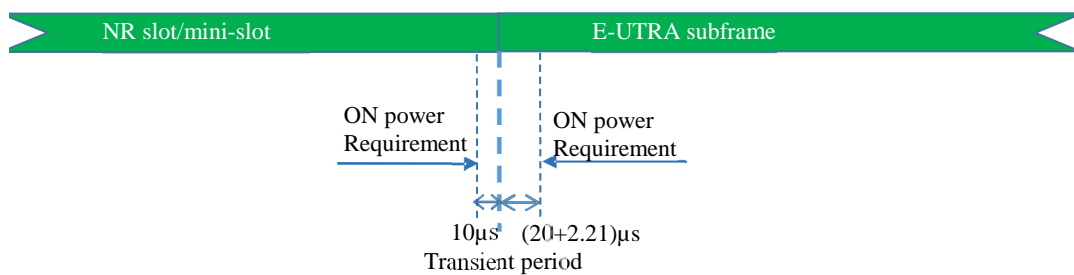 NR slot/mini-slot
E-UTRA subframe
ON power
Requirement
ON power
Requirement
10µs
(20+2.21)µs
Transient period